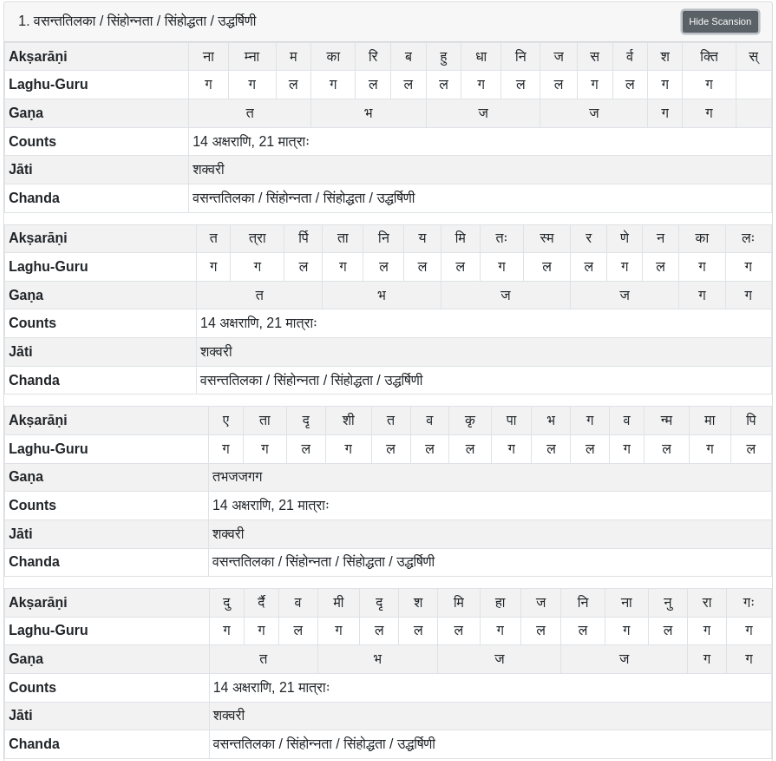 1. वसन्ततिलका / सिंहोन्नता / सिंहोद्धता / उद्धर्षिणी Hide Scansion
Akṣarāṇi ना म्ना म का रि ब हु धा नि ज स र्व श क्ति स्
Laghu-Guru ग ग ल ग ल ल ल ग ल ल ग ल ग ग
Gaṇa त भ ज ज ग ग
Counts 14 अक्षराणि, 21 मात्राः
Jāti शक्वरी
Chanda वसन्ततिलका / सिंहोन्नता / सिंहोद्धता / उद्धर्षिणी
Akṣarāṇi त त्रा र्पि ता नि य मि तः स्म र णे न का लः
Laghu-Guru ग ग ल ग ल ल ल ग ल ल ग ल ग ग
Gaṇa त भ ज ज ग ग
Counts 14 अक्षराणि, 21 मात्राः
Jāti शक्वरी
Chanda वसन्ततिलका / सिंहोन्नता / सिंहोद्धता / उद्धर्षिणी
Akṣarāṇi ए ता दृ शी त व कृ पा भ ग व न्म मा पि
Laghu-Guru ग ग ल ग ल ल ल ग ल ल ग ल ग ल
Gaṇa तभजजगग
Counts 14 अक्षराणि, 21 मात्राः
Jāti शक्वरी
Chanda वसन्ततिलका / सिंहोन्नता / सिंहोद्धता / उद्धर्षिणी
Akṣarāṇi दु र्दै व मी दृ श मि हा ज नि ना नु रा गः
Laghu-Guru ग ग ल ग ल ल ल ग ल ल ग ल ग ग
Gaṇa त भ ज ज ग ग
Counts 14 अक्षराणि, 21 मात्राः
Jāti शक्वरी
Chanda वसन्ततिलका / सिंहोन्नता / सिंहोद्धता / उद्धर्षिणी